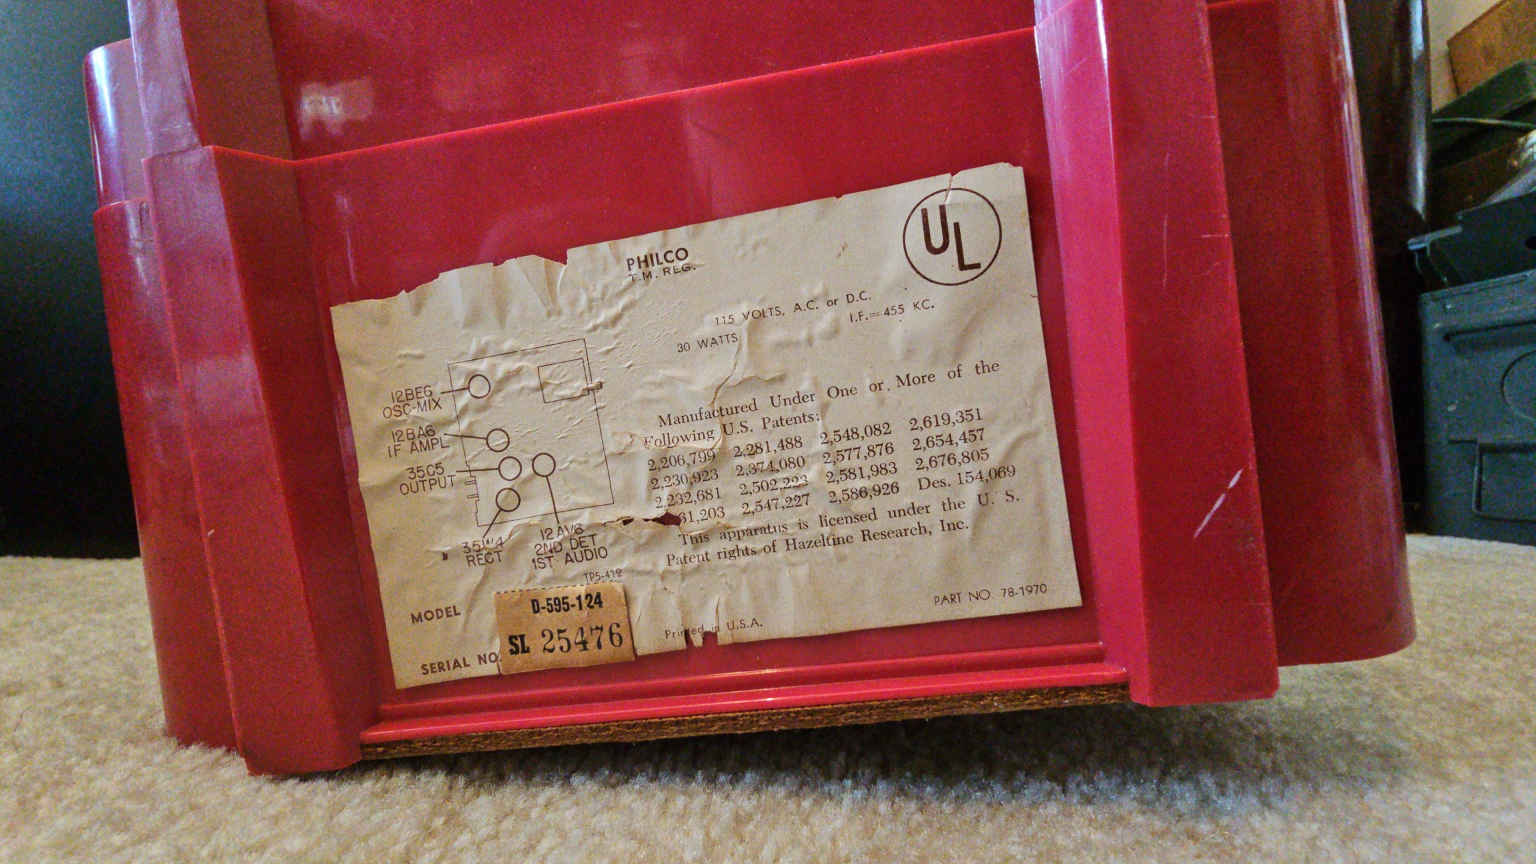 PHILCO
T.M. REG.
UL
115 VOLTS. A.C. or D.C.
30 WATTS
I.F.=455 KC.
12BE6
OSC-MIX
12BA6
IF AMPL
35C5
OUTPUT
35W4
RECT
12AV6
2ND DET
1ST AUDIO
TP5-419
Manufactured Under One or More of the
Following U.S. Patents:
2,206,799 2,281,488 2,548,082 2,619,351
2,230,923 2,374,080 2,577,876 2,654,457
2,232,681 2,502,223 2,581,983 2,676,805
31,203 2,547,227 2,586,926 Des. 154,069
This apparatus is licensed under the U. S.
Patent rights of Hazeltine Research, Inc.
MODEL D-595-124
SERIAL NO. SL 25476
Printed in U.S.A.
PART NO. 78-1970